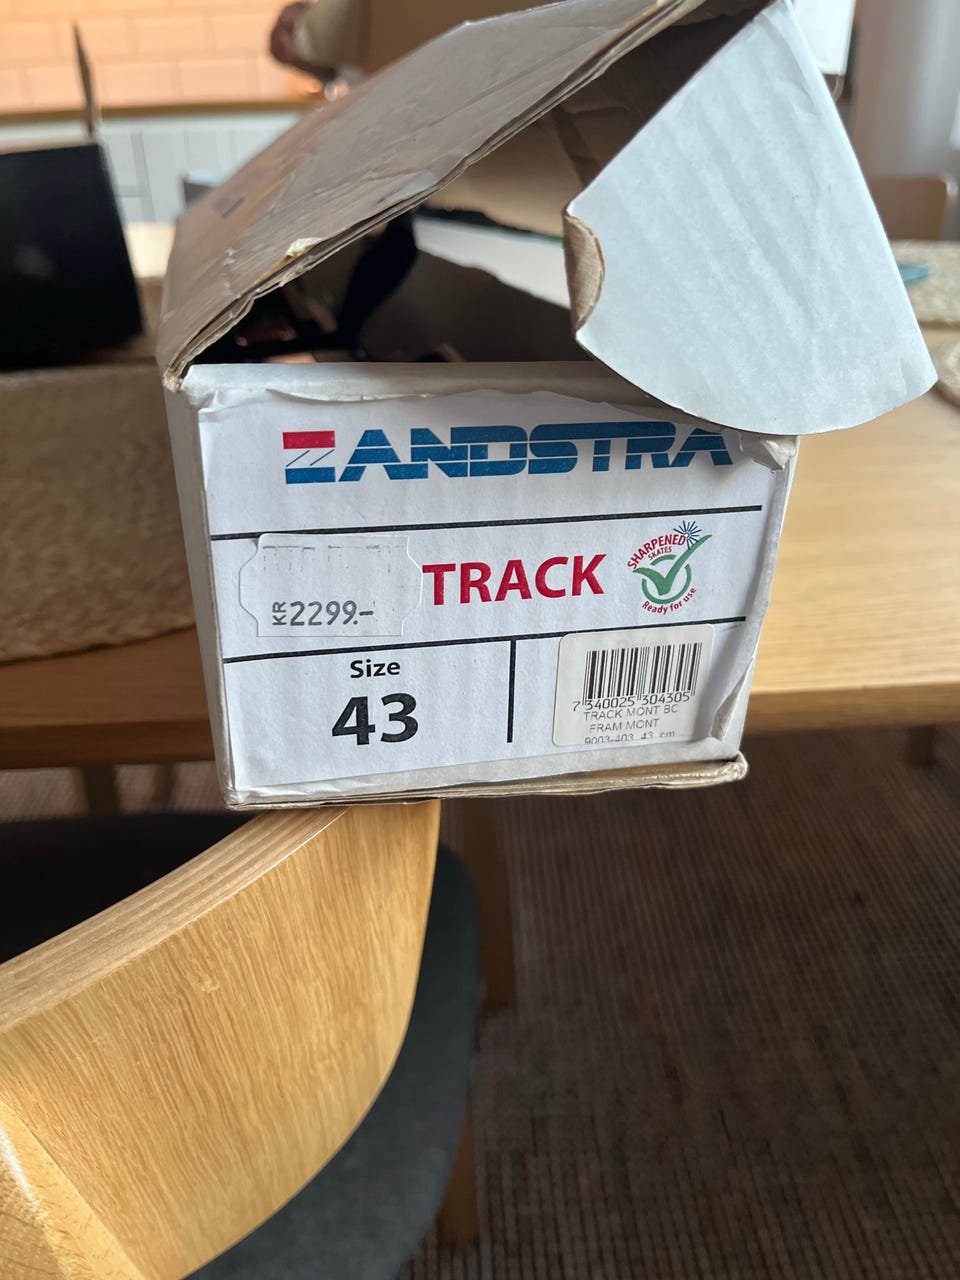 ZANDSTRA
KR 2299.-
TRACK
SHARPENED
SKATES
Ready for use
Size
43
7 340025 304305
TRACK MONT BC
FRAM MONT
9003-403 43 cm